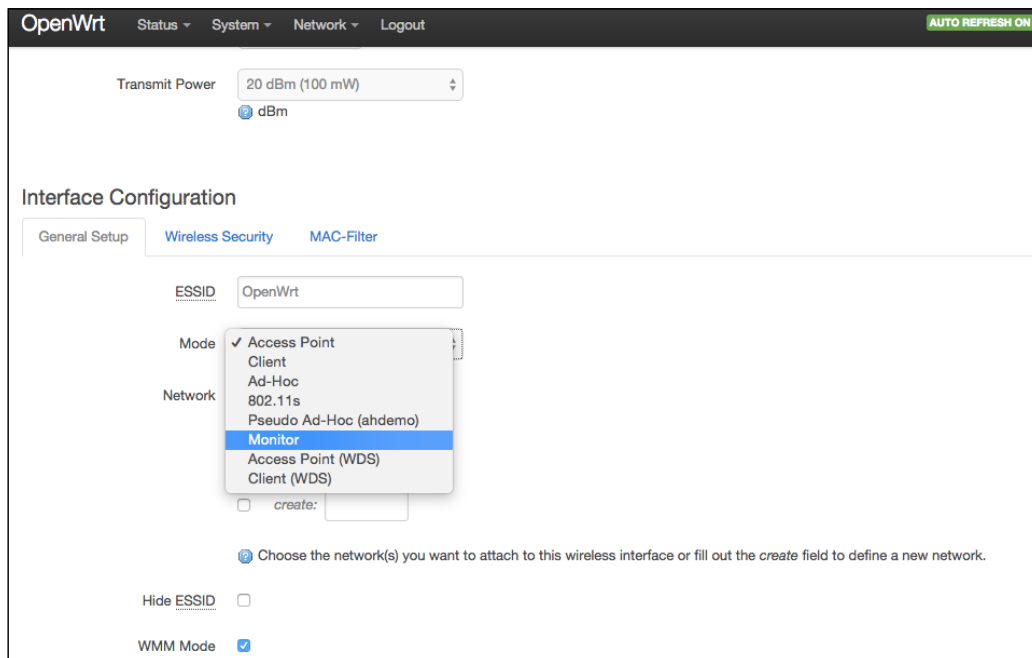 OpenWrt Status System Network Logout AUTO REFRESH ON
Transmit Power 20 dBm (100 mW)
dBm
Interface Configuration
General Setup Wireless Security MAC-Filter
ESSID OpenWrt
Mode ✓ Access Point
Client
Ad-Hoc
Network 802.11s
Pseudo Ad-Hoc (ahdemo)
Monitor
Access Point (WDS)
Client (WDS)
create:
Choose the network(s) you want to attach to this wireless interface or fill out the create field to define a new network.
Hide ESSID
WMM Mode